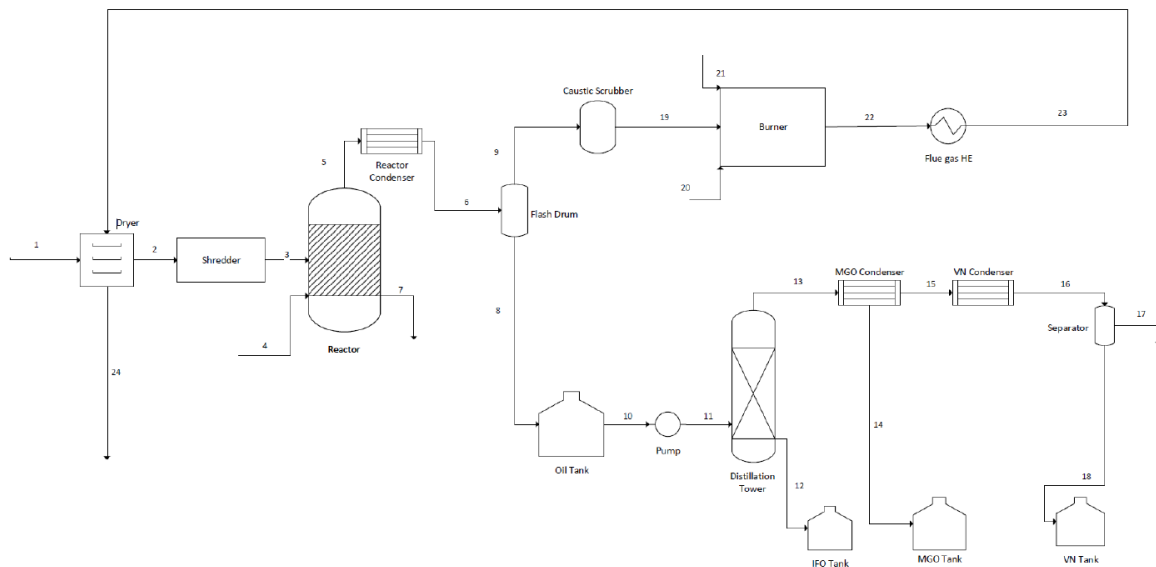 21
Caustic Scrubber
19
Burner
22
23
Flue gas HE
20
5
Reactor
Condenser
9
6
Flash Drum
Dryer
1
2
Shredder
3
7
4
Reactor
24
8
13
MGO Condenser
15
VN Condenser
16
Separator
17
10
11
Pump
Oil Tank
Distillation
Tower
12
14
18
IFO Tank
MGO Tank
VN Tank